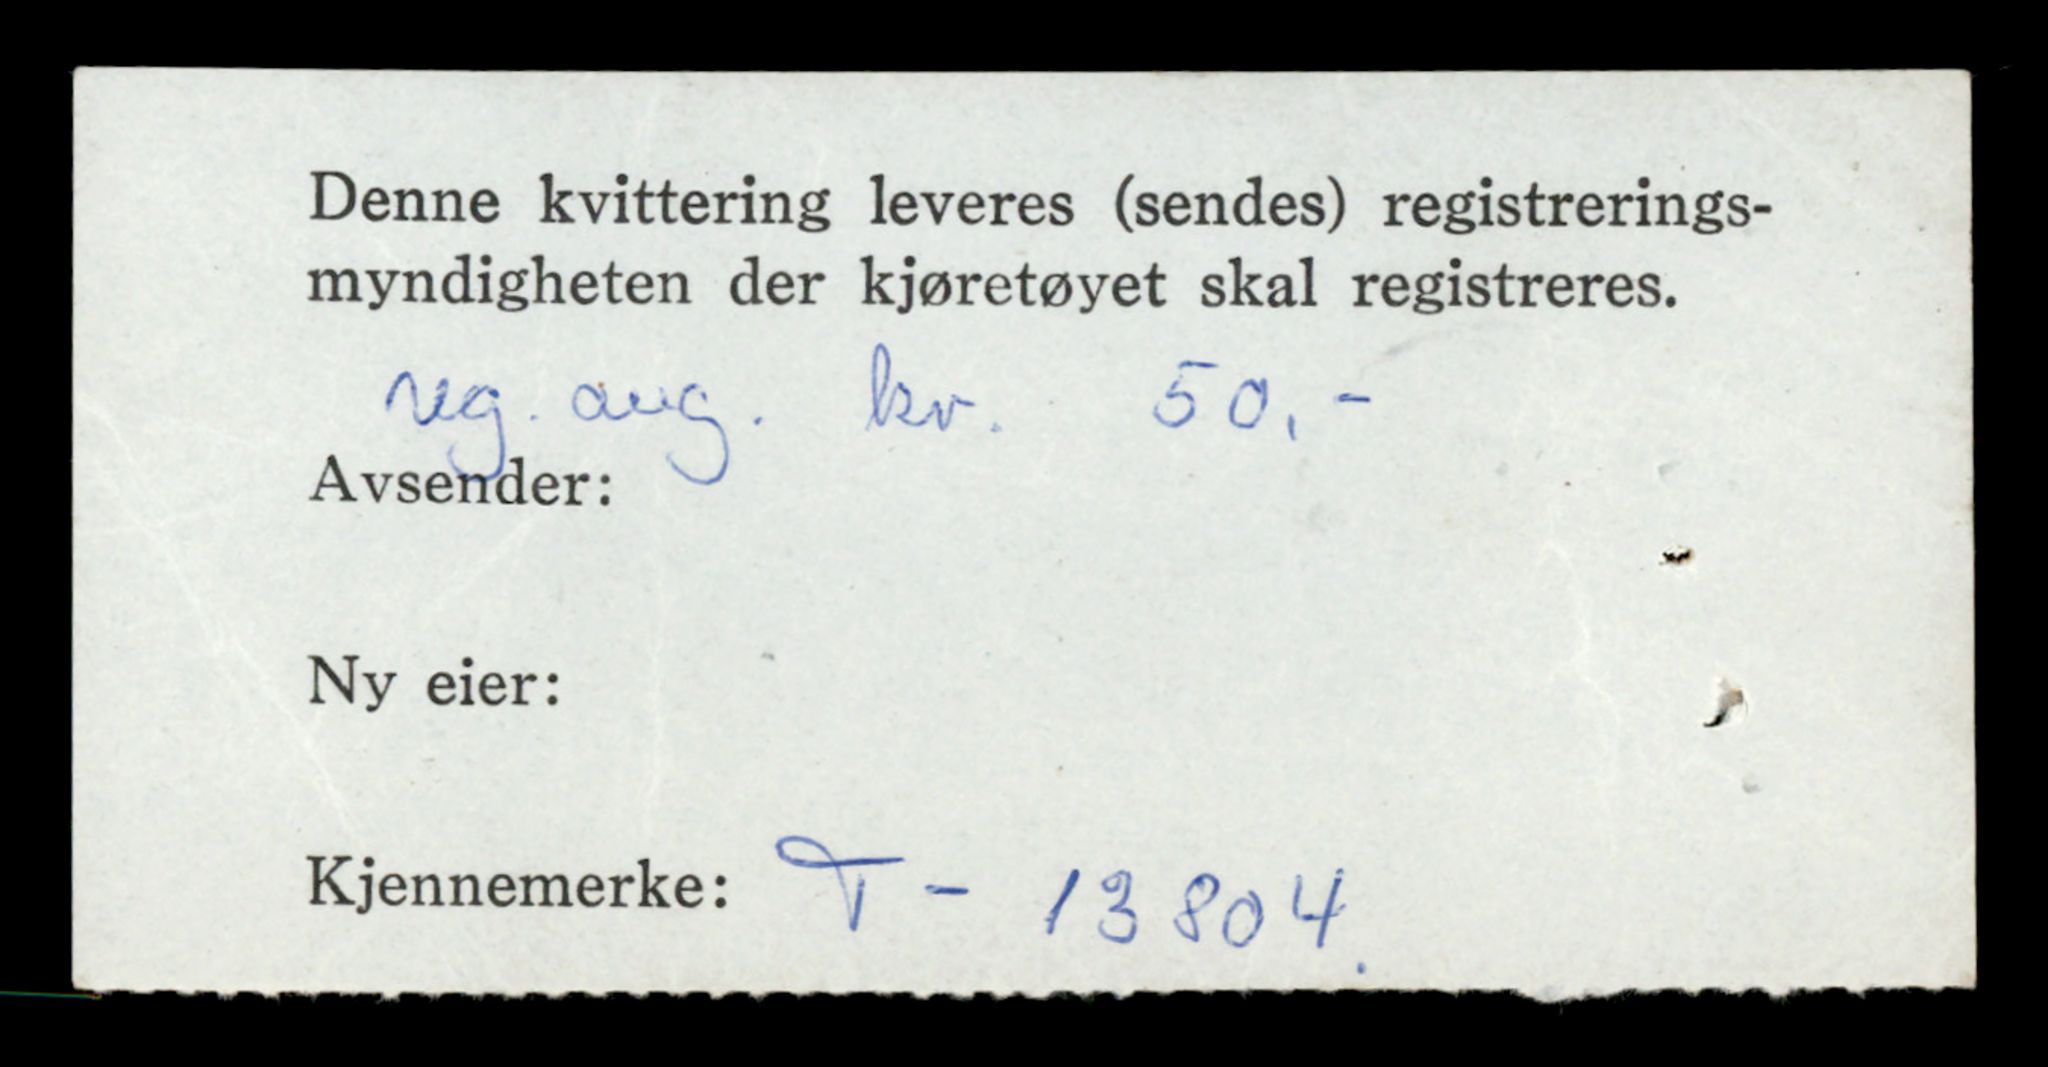 Denne kvittering leveres (sendes) registrerings-
myndigheten der kjøretøyet skal registreres.
reg. avg. kr. 50,-
Avsender:
Ny eier:
Kjennemerke: T - 13804.